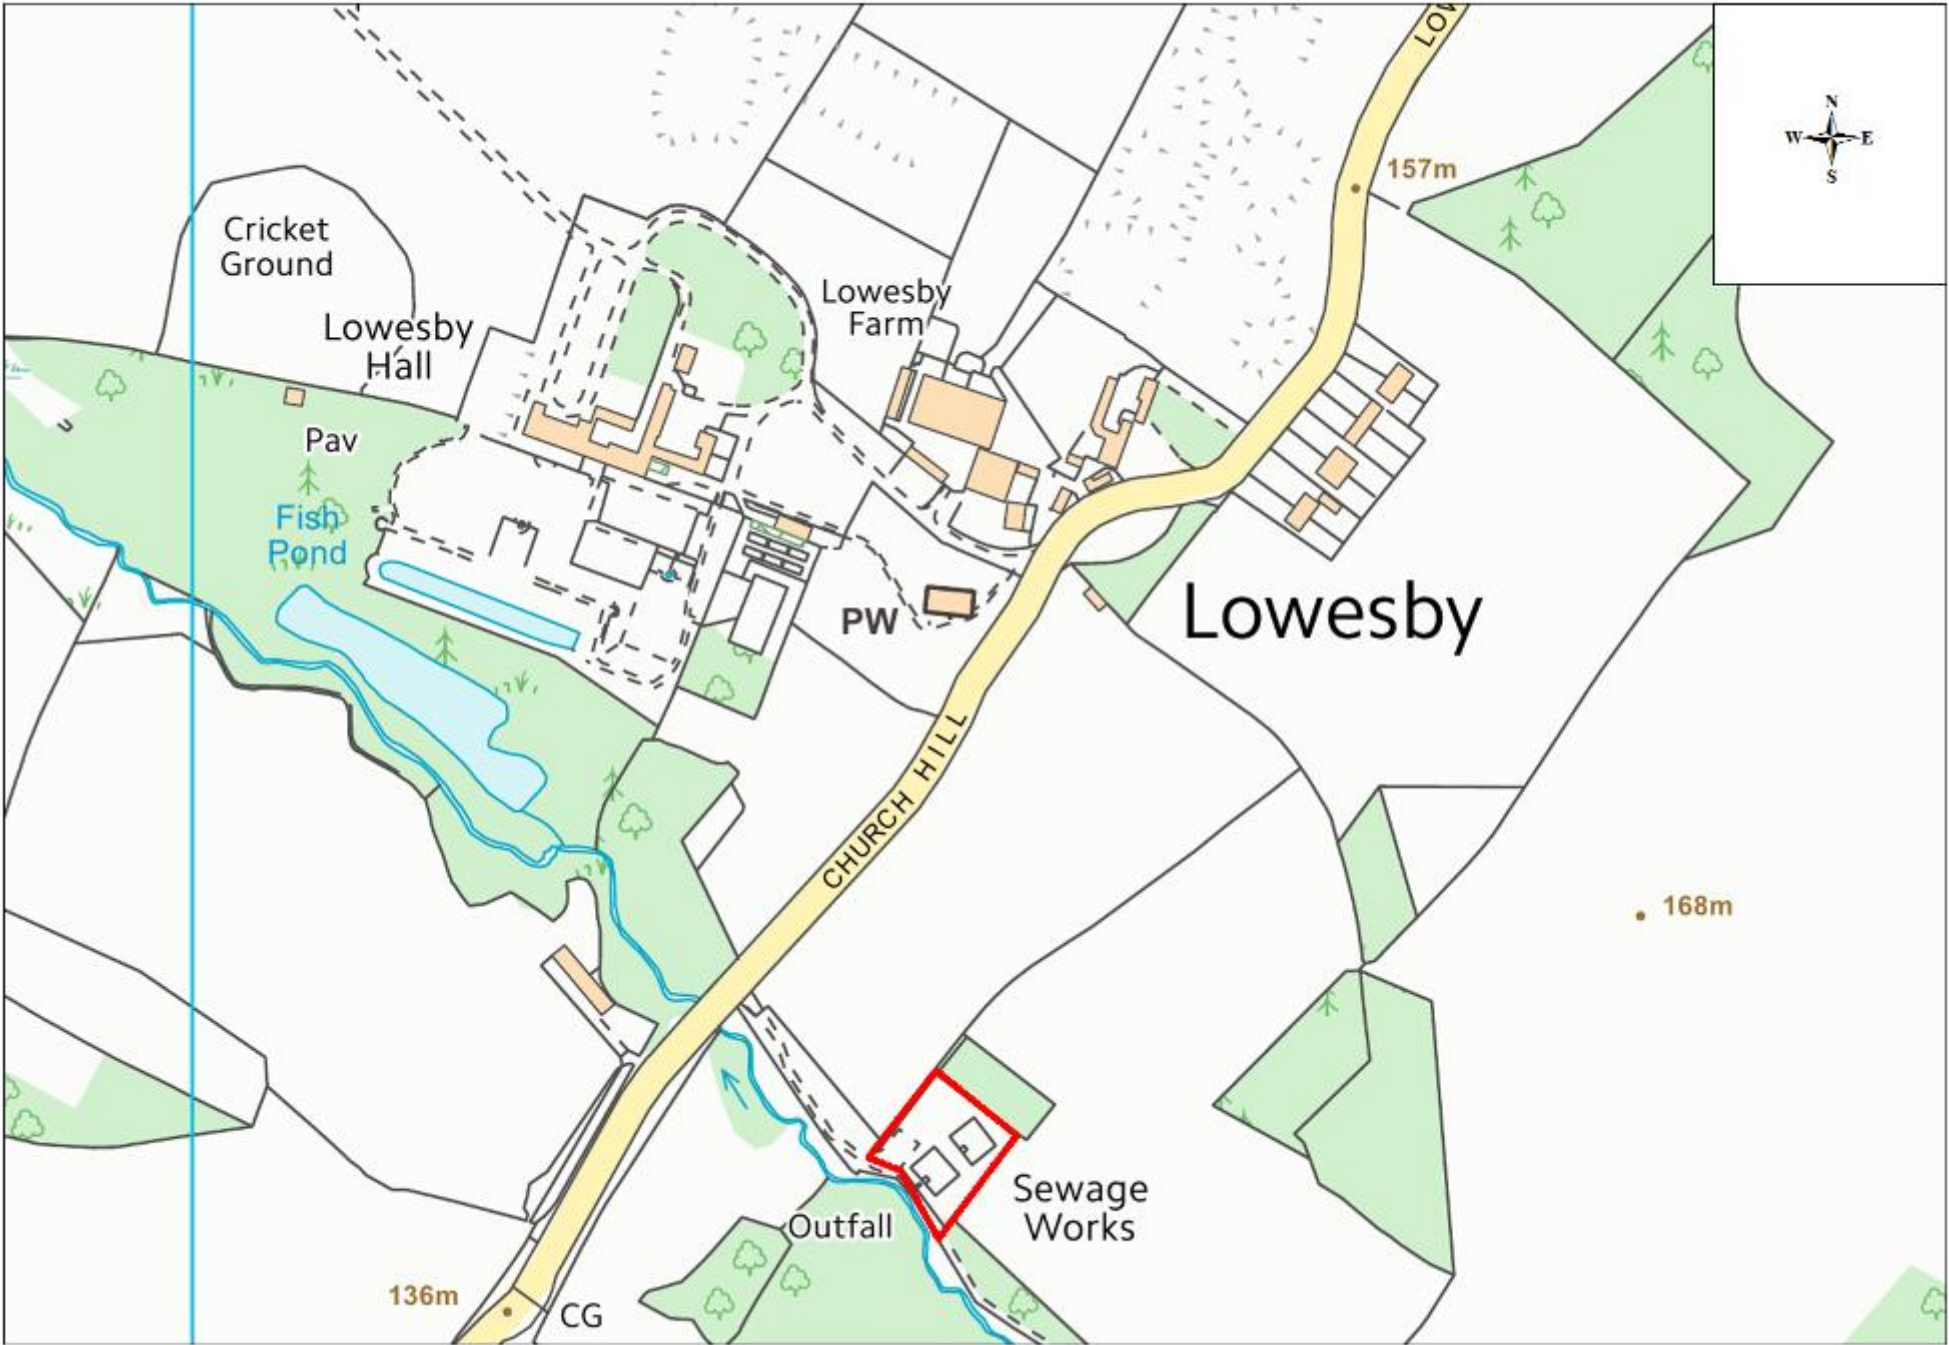 LOW
N
W E
S
157m
Cricket
Ground
Lowesby
Farm
Lowesby
Hall
Pav
Fish
Pond
PW
Lowesby
CHURCH HILL
168m
Sewage
Works
Outfall
136m
CG